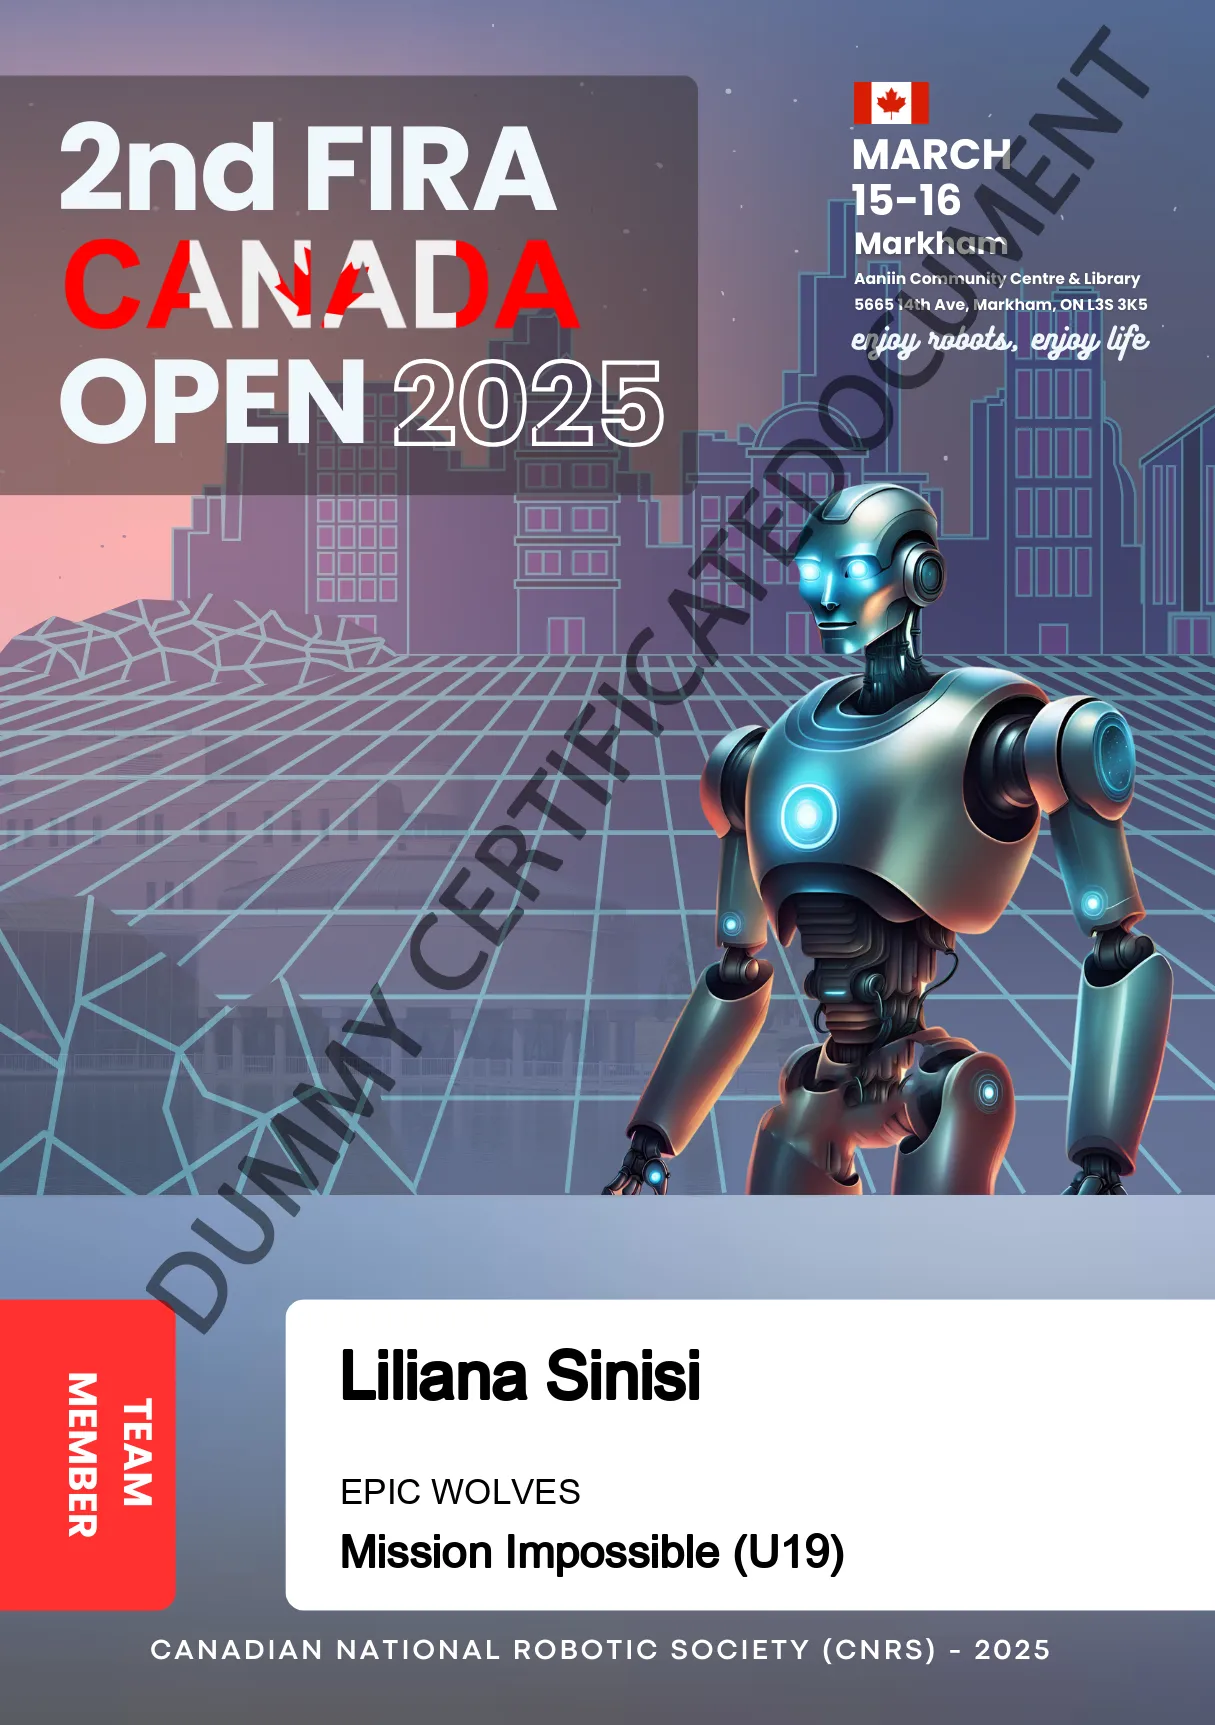 2nd FIRA
CANADA
OPEN 2025
MARCH
15-16
Markham
Aaniin Community Centre & Library
5665 14th Ave, Markham, ON L3S 3K5
enjoy robots, enjoy life
DUMMY CERTIFICATEDOCUMENT
TEAM
MEMBER
Liliana Sinisi
EPIC WOLVES
Mission Impossible (U19)
CANADIAN NATIONAL ROBOTIC SOCIETY (CNRS) - 2025